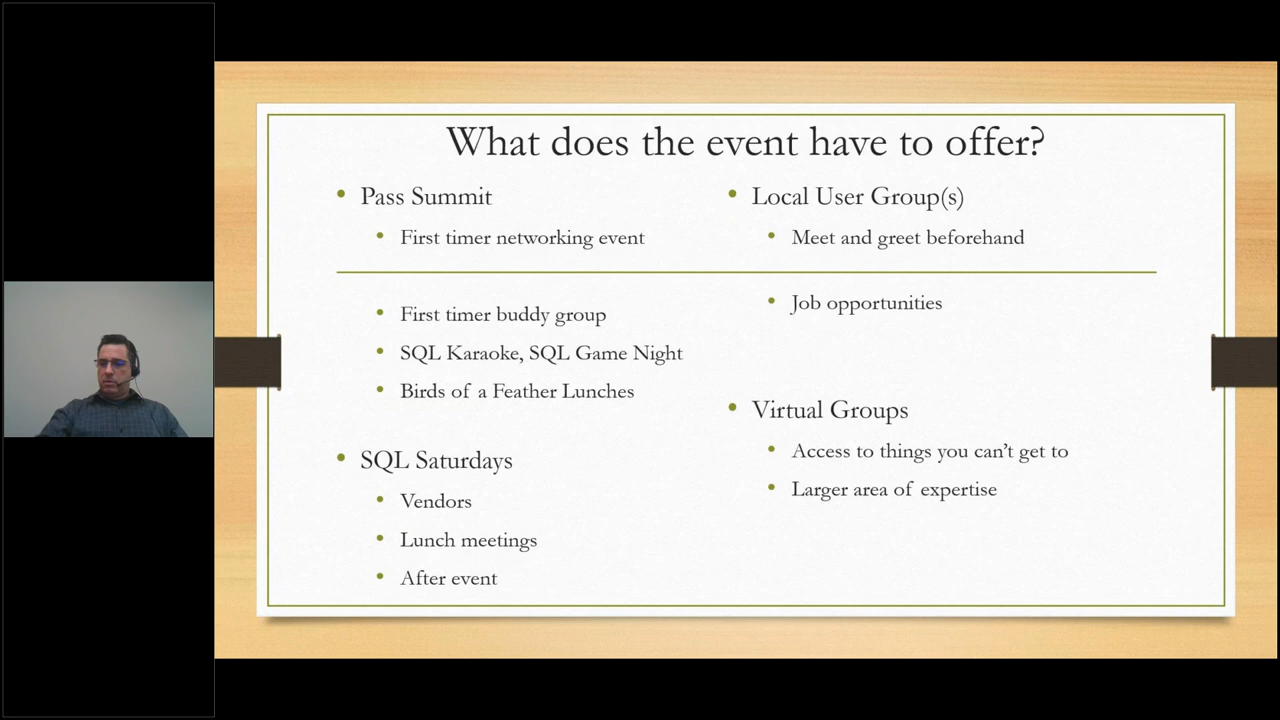 What does the event have to offer?
Pass Summit
First timer networking event
First timer buddy group
SQL Karaoke, SQL Game Night
Birds of a Feather Lunches
SQL Saturdays
Vendors
Lunch meetings
After event
Local User Group(s)
Meet and greet beforehand
Job opportunities
Virtual Groups
Access to things you can’t get to
Larger area of expertise